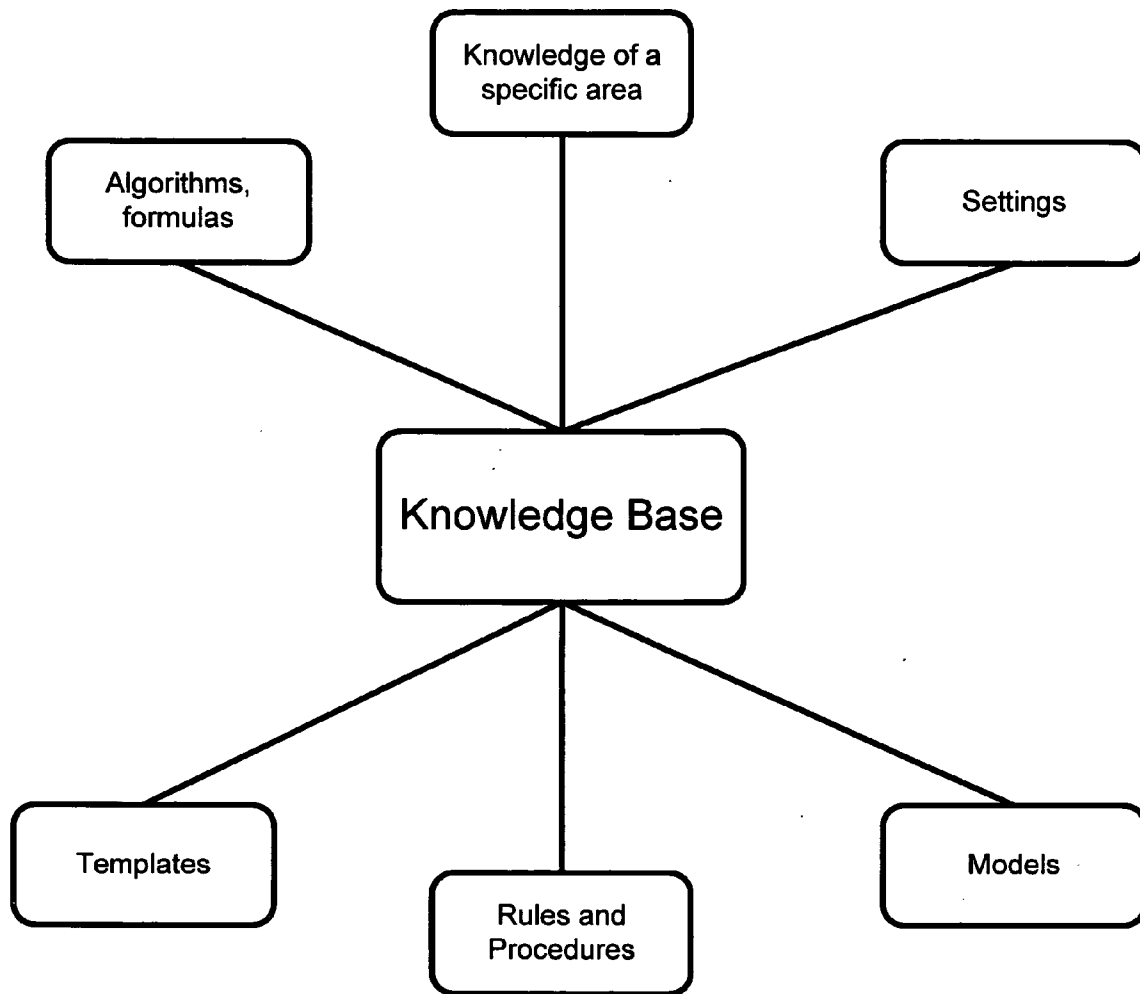 Knowledge of a
specific area
Algorithms,
formulas
Settings
Knowledge Base
Templates
Rules and
Procedures
Models